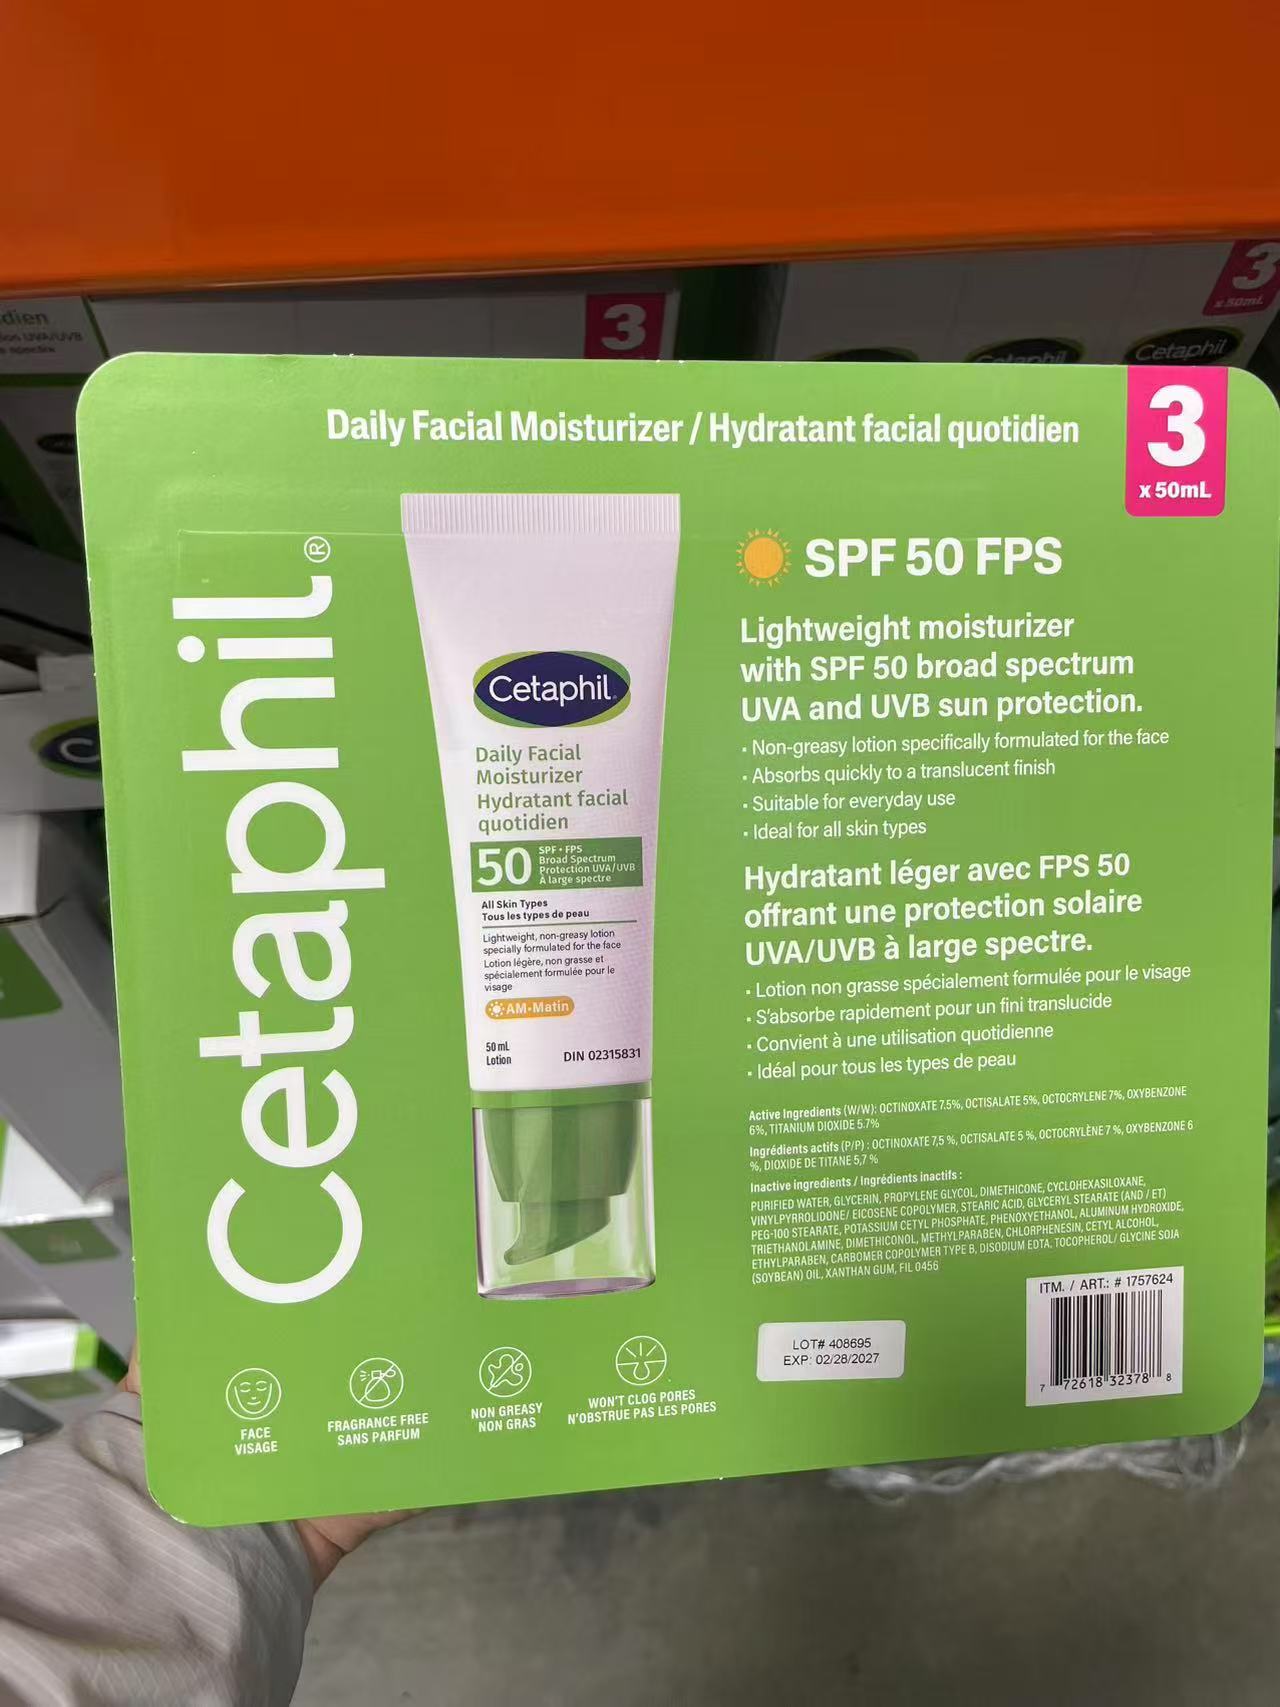 dien
3
3
x 50mL
Cetaphil
Cetaphil
Daily Facial Moisturizer / Hydratant facial quotidien
3
x 50mL
Cetaphil®
SPF 50 FPS
Lightweight moisturizer
with SPF 50 broad spectrum
UVA and UVB sun protection.
· Non-greasy lotion specifically formulated for the face
· Absorbs quickly to a translucent finish
· Suitable for everyday use
· Ideal for all skin types
Hydratant léger avec FPS 50
offrant une protection solaire
UVA/UVB à large spectre.
· Lotion non grasse spécialement formulée pour le visage
· S'absorbe rapidement pour un fini translucide
· Convient à une utilisation quotidienne
· Idéal pour tous les types de peau
Active Ingredients (W/W): OCTINOXATE 7.5%, OCTISALATE 5%, OCTOCRYLENE 7%, OXYBENZONE
6%, TITANIUM DIOXIDE 5.7%
Ingrédients actifs (P/P) : OCTINOXATE 7,5 %, OCTISALATE 5 %, OCTOCRYLÈNE 7 %, OXYBENZONE 6
%, DIOXIDE DE TITANE 5,7 %
Inactive ingredients / Ingrédients inactifs :
PURIFIED WATER, GLYCERIN, PROPYLENE GLYCOL, DIMETHICONE, CYCLOHEXASILOXANE,
VINYLPYRROLIDONE/ EICOSENE COPOLYMER, STEARIC ACID, GLYCERYL STEARATE (AND / ET)
PEG-100 STEARATE, POTASSIUM CETYL PHOSPHATE, PHENOXYETHANOL, ALUMINUM HYDROXIDE,
TRIETHANOLAMINE, DIMETHICONOL, METHYLPARABEN, CHLORPHENESIN, CETYL ALCOHOL,
ETHYLPARABEN, CARBOMER COPOLYMER TYPE B, DISODIUM EDTA, TOCOPHEROL/ GLYCINE SOJA
(SOYBEAN) OIL, XANTHAN GUM, FIL 0456
Cetaphil
Daily Facial
Moisturizer
Hydratant facial
quotidien
50
SPF • FPS
Broad Spectrum
Protection UVA/UVB
À large spectre
All Skin Types
Tous les types de peau
Lightweight, non-greasy lotion
specially formulated for the face
Lotion légère, non grasse et
spécialement formulée pour le
visage
AM•Matin
50 mL
Lotion
DIN 02315831
FACE
VISAGE
FRAGRANCE FREE
SANS PARFUM
NON GREASY
NON GRAS
WON'T CLOG PORES
N'OBSTRUE PAS LES PORES
LOT# 408695
EXP: 02/28/2027
ITM. / ART.: # 1757624
7 72618 32378 8